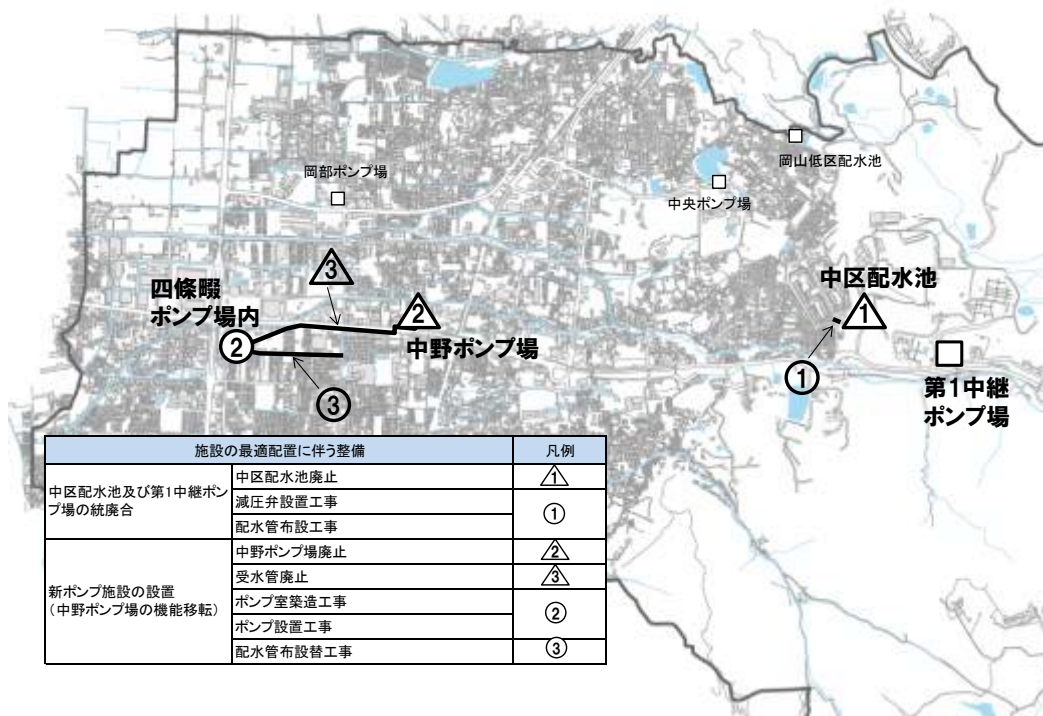 岡山低区配水池
岡部ポンプ場
中央ポンプ場
3
中区配水池
1
四條畷
ポンプ場内
2
2
中野ポンプ場
1
3
第1中継
ポンプ場
施設の最適配置に伴う整備 凡例
中区配水池及び第1中継ポン
プ場の統廃合
中区配水池廃止 1
減圧弁設置工事 1
配水管布設工事
新ポンプ施設の設置
（中野ポンプ場の機能移転）
中野ポンプ場廃止 2
受水管廃止 3
ポンプ室築造工事 2
ポンプ設置工事
配水管布設替工事 3